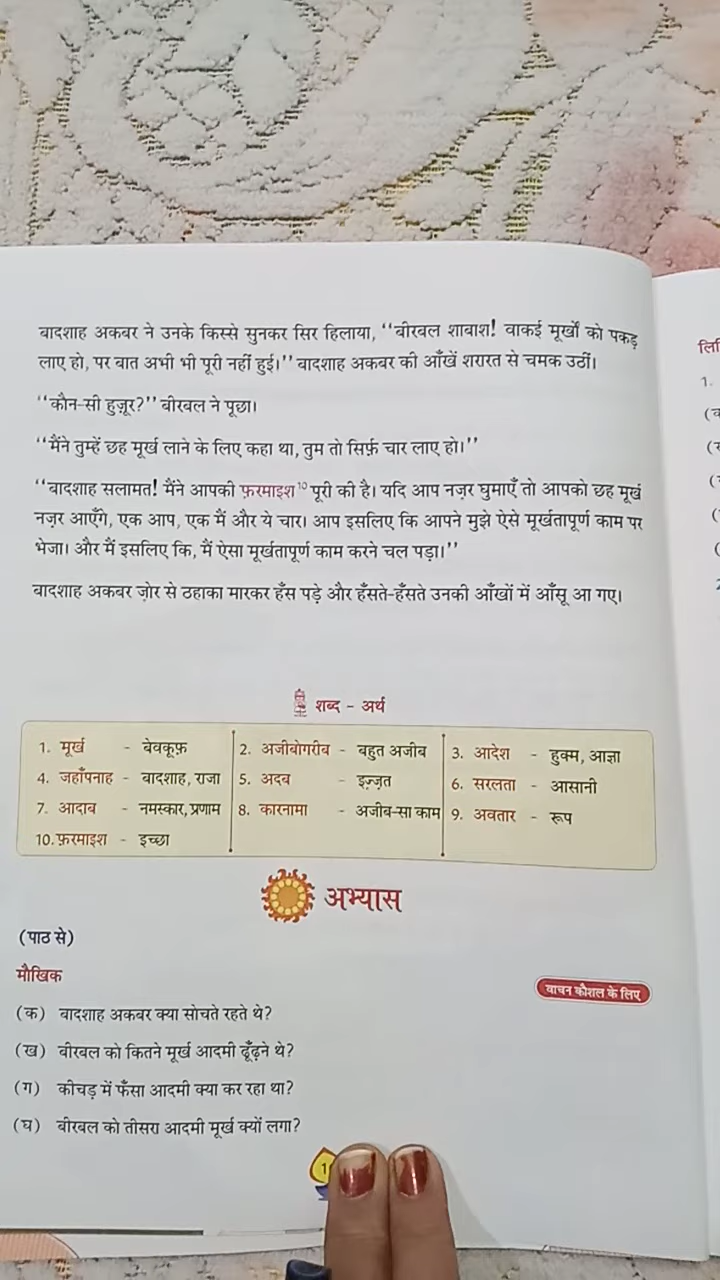 बादशाह अकबर ने उनके किस्से सुनकर सिर हिलाया, ‘‘बीरबल शाबाश! वाकई मूर्खों को पकड़
लाए हो, पर बात अभी भी पूरी नहीं हुई।’’ बादशाह अकबर की आँखें शरारत से चमक उठीं।
‘‘कौन-सी हुज़ूर?’’ बीरबल ने पूछा।
‘‘मैंने तुम्हें छह मूर्ख लाने के लिए कहा था, तुम तो सिर्फ़ चार लाए हो।’’
‘‘बादशाह सलामत! मैंने आपकी फ़रमाइश¹⁰ पूरी की है। यदि आप नज़र घुमाएँ तो आपको छह मूर्ख
नज़र आएँगे, एक आप, एक मैं और ये चार। आप इसलिए कि आपने मुझे ऐसे मूर्खतापूर्ण काम पर
भेजा। और मैं इसलिए कि, मैं ऐसा मूर्खतापूर्ण काम करने चल पड़ा।’’
बादशाह अकबर ज़ोर से ठहाका मारकर हँस पड़े और हँसते-हँसते उनकी आँखों में आँसू आ गए।
शब्द - अर्थ
1. मूर्ख - बेवकूफ़ 2. अजीबोगरीब - बहुत अजीब 3. आदेश - हुक्म, आज्ञा
4. जहाँपनाह - बादशाह, राजा 5. अदब - इज़्ज़त 6. सरलता - आसानी
7. आदाब - नमस्कार, प्रणाम 8. कारनामा - अजीब-सा काम 9. अवतार - रूप
10. फ़रमाइश - इच्छा
अभ्यास
(पाठ से)
मौखिक
वाचन कौशल के लिए
(क) बादशाह अकबर क्या सोचते रहते थे?
(ख) बीरबल को कितने मूर्ख आदमी ढूँढ़ने थे?
(ग) कीचड़ में फँसा आदमी क्या कर रहा था?
(घ) बीरबल को तीसरा आदमी मूर्ख क्यों लगा?
1.